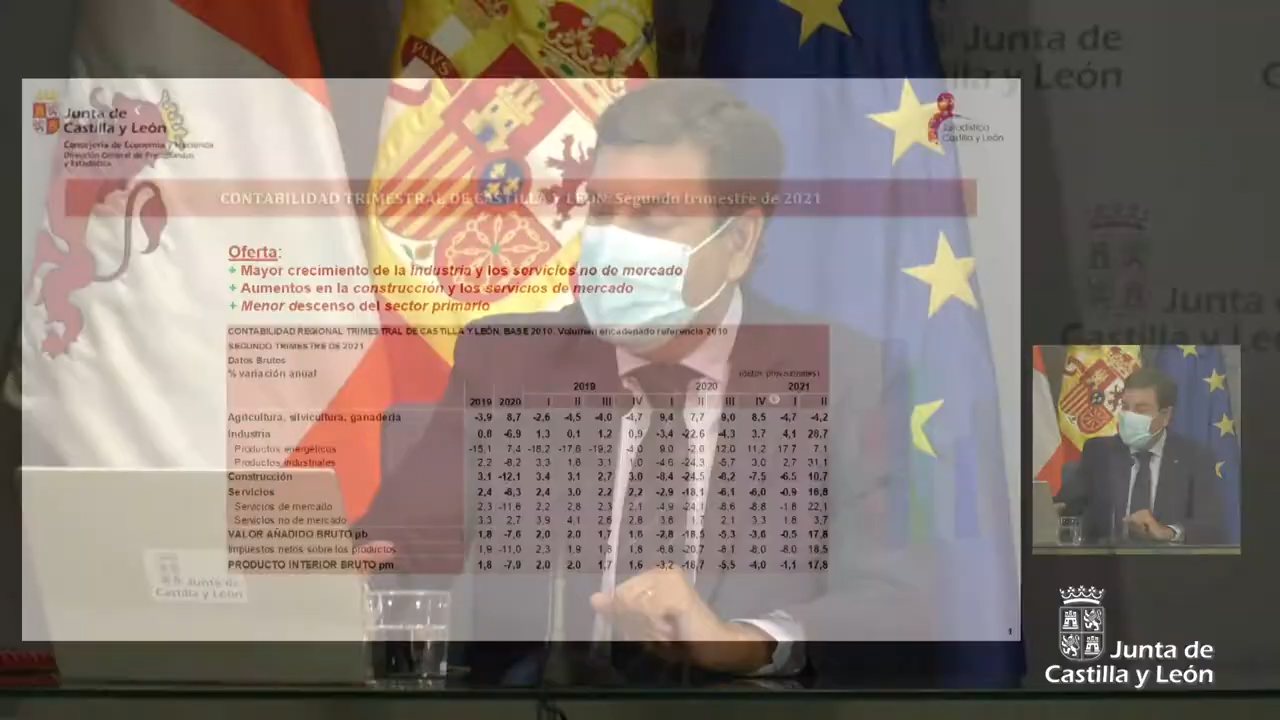 Junta de
Castilla y León
Consejería de Economía y Hacienda
Dirección General de Presupuestos
y Estadística
Estadística
Castilla y León
CONTABILIDAD TRIMESTRAL DE CASTILLA Y LEÓN: Segundo trimestre de 2021
Oferta:
+ Mayor crecimiento de la industria y los servicios no de mercado
+ Aumentos en la construcción y los servicios de mercado
+ Menor descenso del sector primario
CONTABILIDAD REGIONAL TRIMESTRAL DE CASTILLA Y LEÓN. BASE 2010. Volumen encadenado referencia 2010
SEGUNDO TRIMESTRE DE 2021
Datos Brutos
% variación anual
(datos provisionales)
2019 2020 2021
2019 2020 I II III IV I II III IV I II
Agricultura, silvicultura, ganadería -3,9 8,7 -2,6 -4,5 -4,0 -4,7 9,4 7,7 9,0 8,5 -4,7 -4,2
Industria 0,0 -6,9 1,3 0,1 1,2 0,9 -3,4 -22,6 -4,3 3,7 4,1 26,7
Productos energéticos -15,1 7,4 -18,2 -17,6 -19,2 -4,0 9,0 -2,0 12,0 11,2 17,7 7,1
Productos industriales 2,2 -8,2 3,3 1,6 3,1 1,0 -4,6 -24,3 -5,7 3,0 2,7 31,1
Construcción 3,1 -12,1 3,4 3,1 2,7 3,0 -8,4 -24,5 -8,2 -7,5 -6,5 10,7
Servicios 2,4 -8,3 2,4 3,0 2,2 2,2 -2,9 -18,1 -6,1 -6,0 -0,9 16,8
Servicios de mercado 2,3 -11,6 2,2 2,8 2,3 2,1 -4,9 -24,1 -8,6 -8,8 -1,8 22,1
Servicios no de mercado 3,3 2,7 3,9 4,1 2,6 2,8 3,8 1,7 2,1 3,3 1,8 3,7
VALOR AÑADIDO BRUTO pb 1,8 -7,6 2,0 2,0 1,7 1,6 -2,8 -18,5 -5,3 -3,6 -0,5 17,8
Impuestos netos sobre los productos 1,9 -11,0 2,3 1,9 1,8 1,8 -6,8 -20,7 -8,1 -8,0 -8,0 18,5
PRODUCTO INTERIOR BRUTO pm 1,8 -7,9 2,0 2,0 1,7 1,6 -3,2 -18,7 -5,5 -4,0 -1,1 17,8
1
Junta de
Castilla y León
Junta de
y León
Junta
PLVS
Junta de
Castilla y León